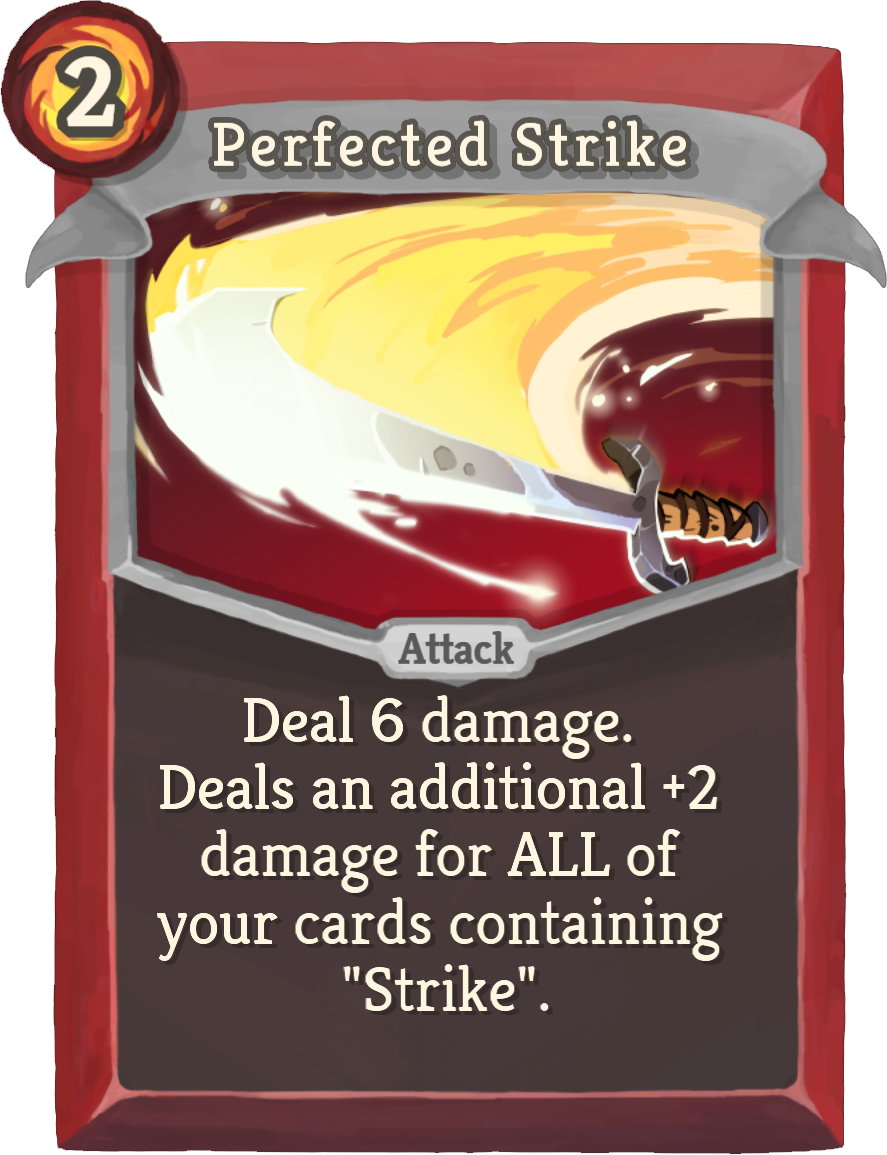 2
Perfected Strike
Attack
Deal 6 damage.
Deals an additional +2
damage for ALL of
your cards containing
"Strike".